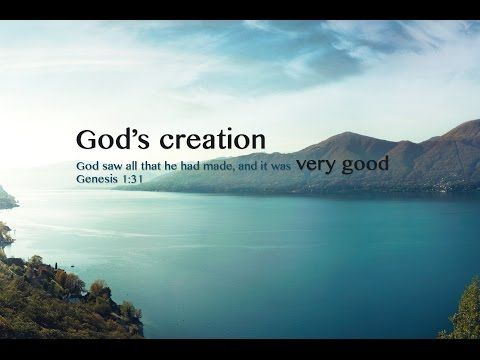 God's creation
God saw all that he had made, and it was very good
Genesis 1:31